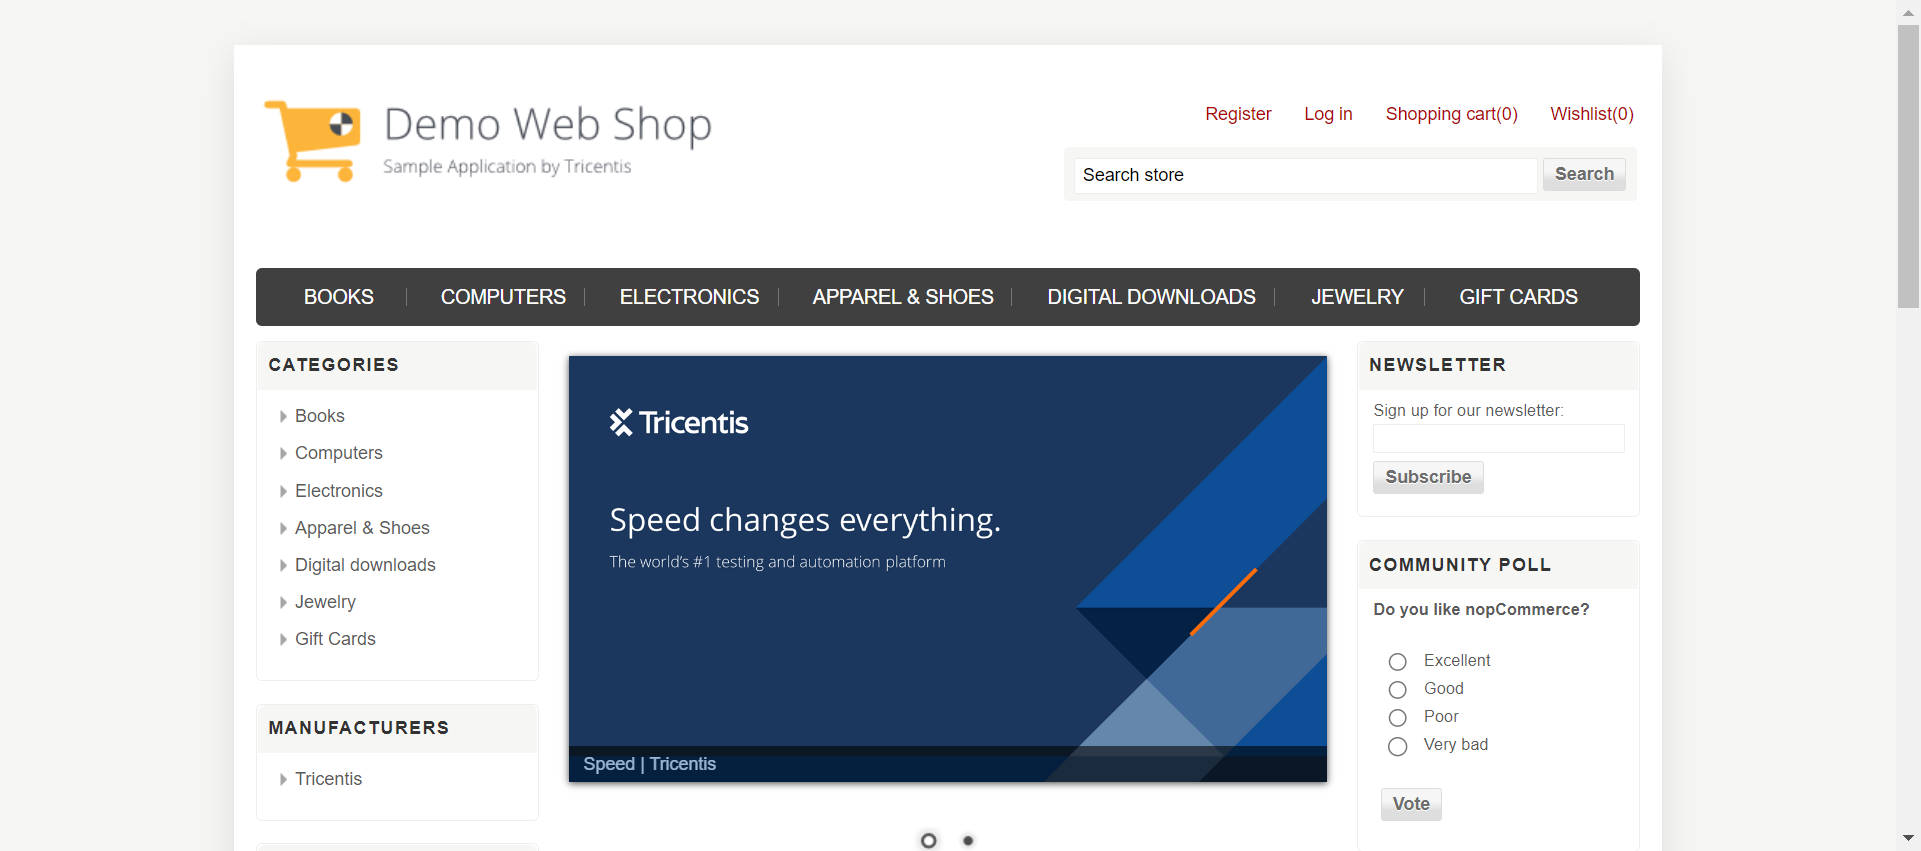 Demo Web Shop
Sample Application by Tricentis
Register Log in Shopping cart(0) Wishlist(0)
Search store Search
BOOKS COMPUTERS ELECTRONICS APPAREL & SHOES DIGITAL DOWNLOADS JEWELRY GIFT CARDS
CATEGORIES
Books
Computers
Electronics
Apparel & Shoes
Digital downloads
Jewelry
Gift Cards
MANUFACTURERS
Tricentis
Tricentis
Speed changes everything.
The world's #1 testing and automation platform
Speed | Tricentis
NEWSLETTER
Sign up for our newsletter:
Subscribe
COMMUNITY POLL
Do you like nopCommerce?
Excellent
Good
Poor
Very bad
Vote